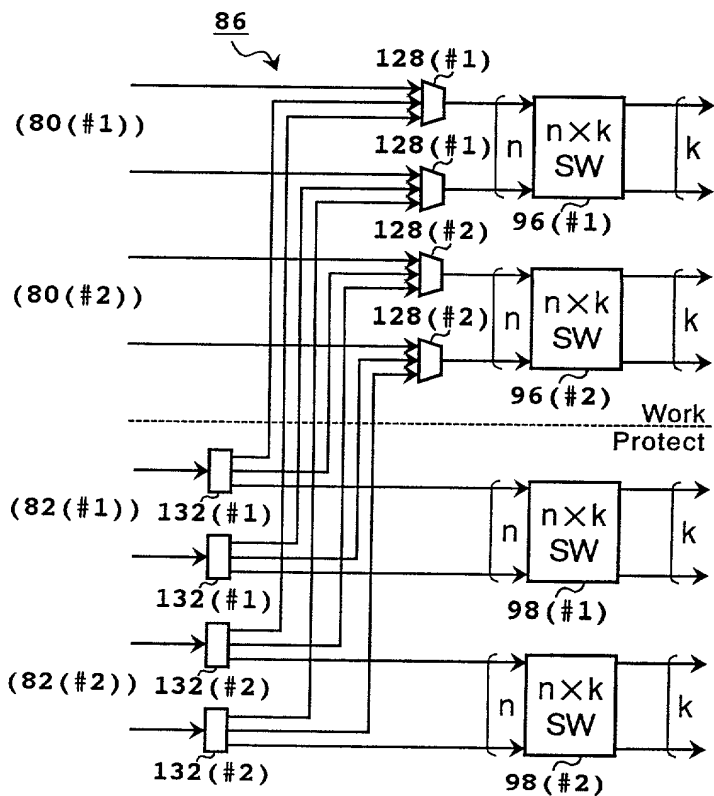 86
128(#1)
(80(#1))
n
n×k
SW
k
128(#1)
96(#1)
128(#2)
(80(#2))
n
n×k
SW
k
128(#2)
96(#2)
Work
Protect
(82(#1))
132(#1)
n
n×k
SW
k
132(#1)
98(#1)
(82(#2))
132(#2)
n
n×k
SW
k
132(#2)
98(#2)